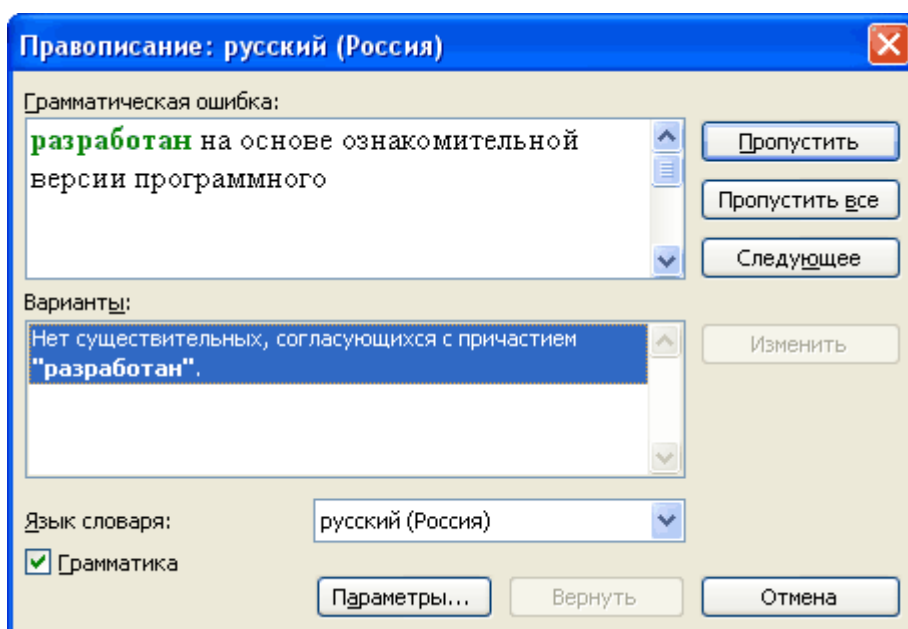 Правописание: русский (Россия)
Грамматическая ошибка:
разработан на основе ознакомительной
версии программного
Пропустить
Пропустить все
Следующее
Варианты:
Нет существительных, согласующихся с причастием
"разработан".
Изменить
Язык словаря:
русский (Россия)
Грамматика
Параметры...
Вернуть
Отмена